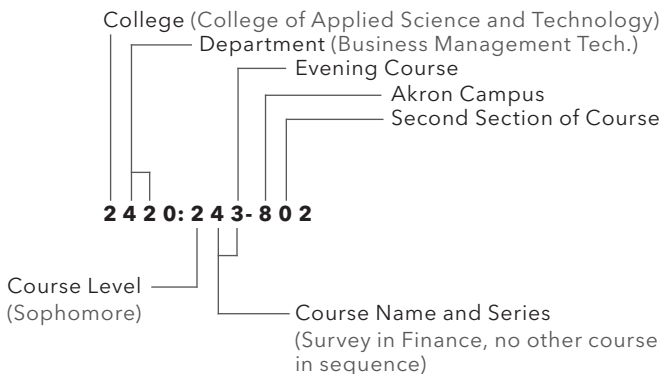 College (College of Applied Science and Technology)
Department (Business Management Tech.)
Evening Course
Akron Campus
Second Section of Course
2420:243-802
Course Level
(Sophomore)
Course Name and Series
(Survey in Finance, no other course
in sequence)